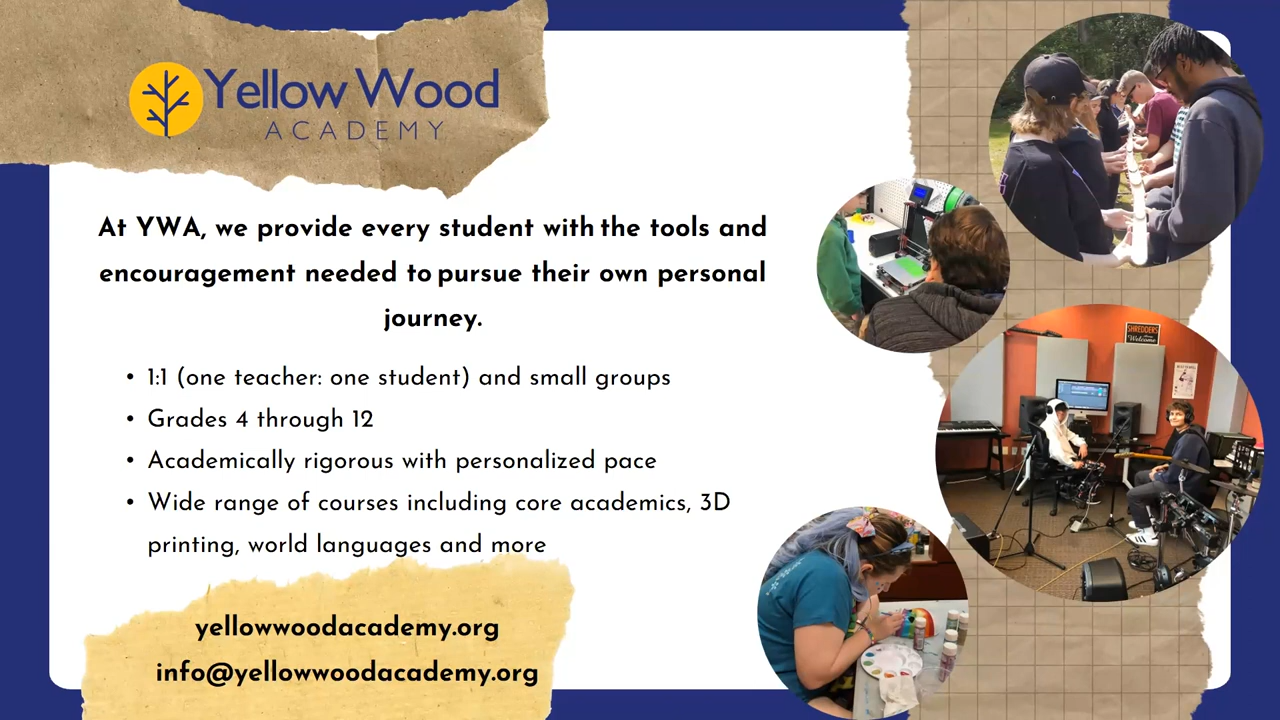 Yellow Wood
ACADEMY
At YWA, we provide every student with the tools and
encouragement needed to pursue their own personal
journey.
• 1:1 (one teacher: one student) and small groups
• Grades 4 through 12
• Academically rigorous with personalized pace
• Wide range of courses including core academics, 3D
printing, world languages and more
yellowwoodacademy.org
info@yellowwoodacademy.org
SHREDDERS
Welcome